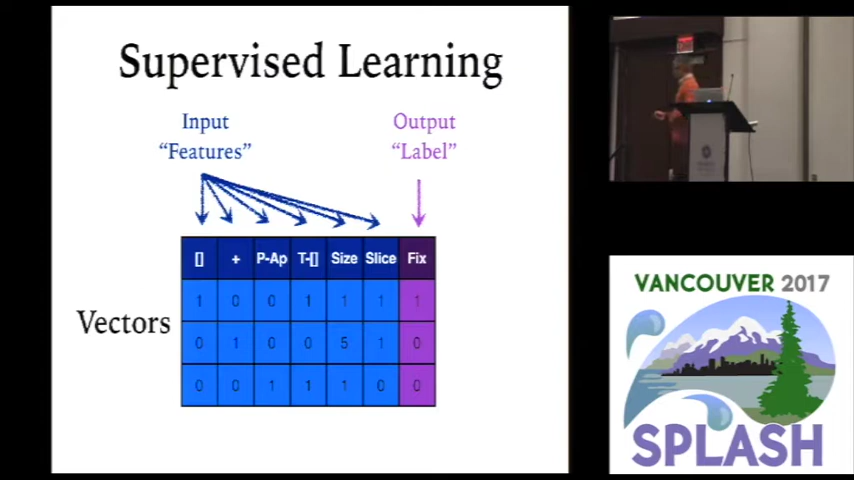 Supervised Learning
Input
"Features"
Output
"Label"
[] + P-Ap T-[] Size Slice Fix
Vectors
1 0 0 1 1 1 1
0 1 0 0 5 1 0
0 0 1 1 1 0 0
VANCOUVER 2017
SPLASH